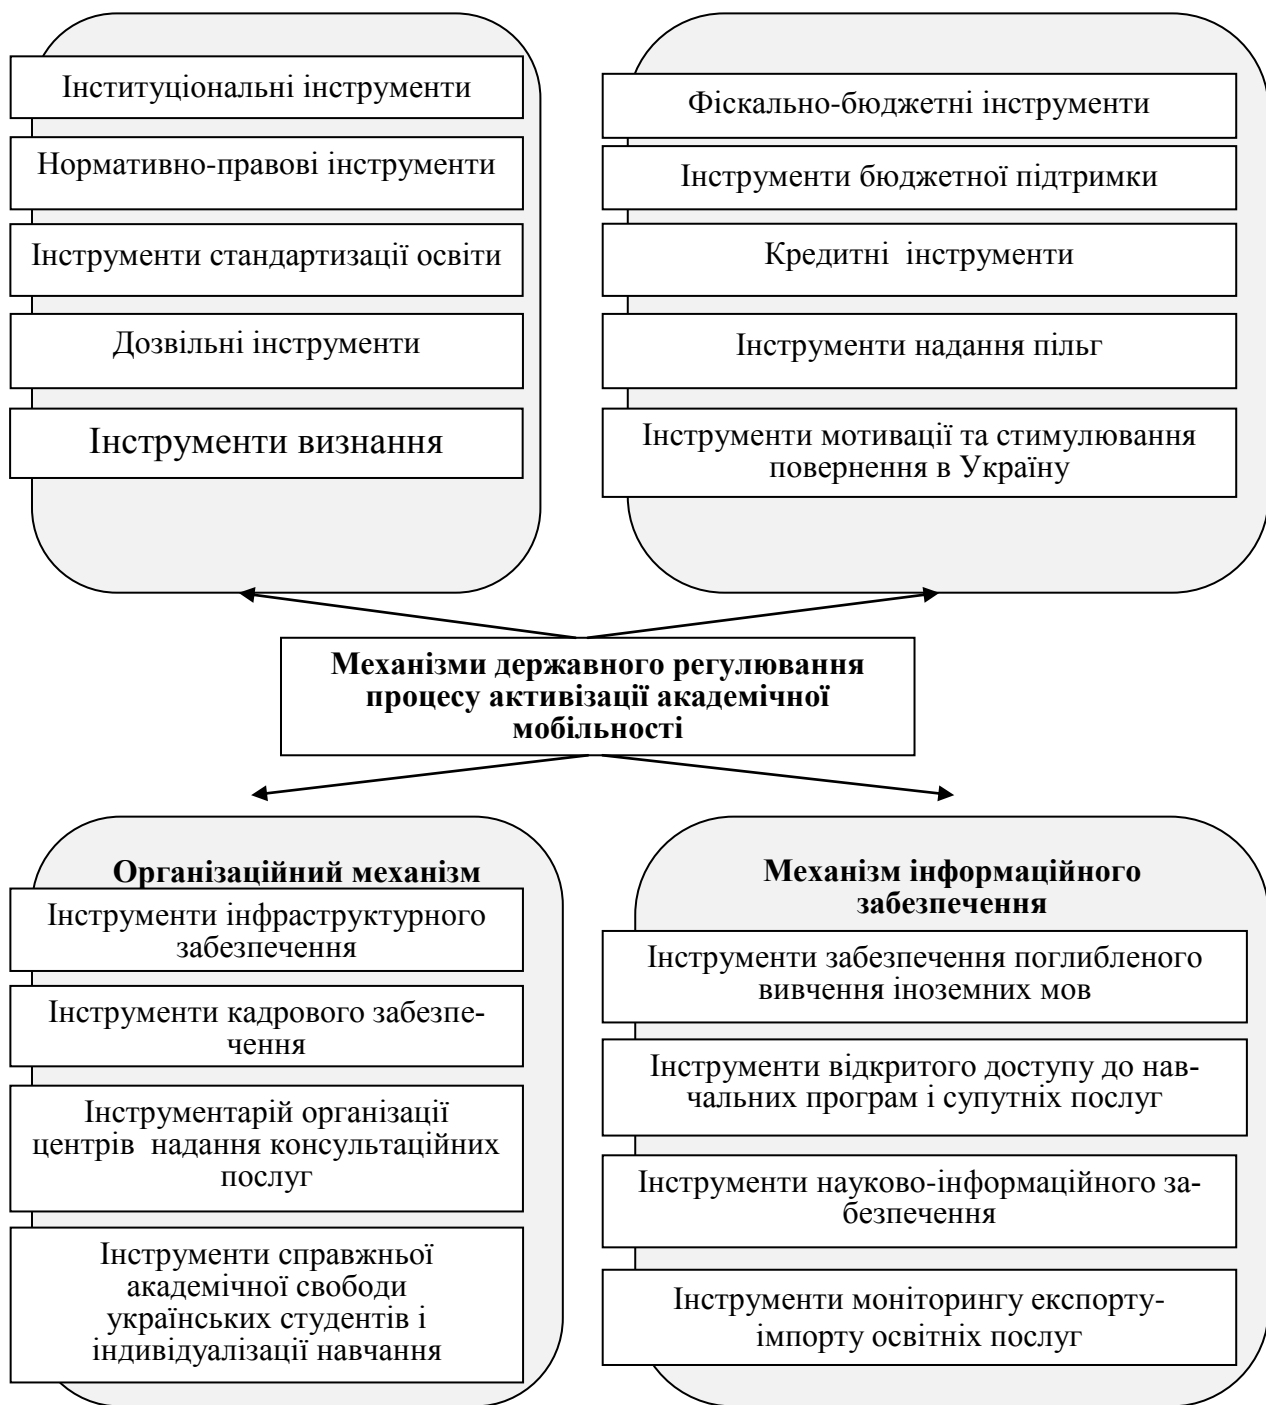 Інституціональні інструменти
Нормативно-правові інструменти
Інструменти стандартизації освіти
Дозвільні інструменти
Інструменти визнання
Фіскально-бюджетні інструменти
Інструменти бюджетної підтримки
Кредитні  інструменти
Інструменти надання пільг
Інструменти мотивації та стимулювання
повернення в Україну
Механізми державного регулювання
процесу активізації академічної
мобільності
Організаційний механізм
Інструменти інфраструктурного
забезпечення
Інструменти кадрового забезпе-
чення
Інструментарій організації
центрів  надання консультаційних
послуг
Інструменти справжньої
академічної свободи
українських студентів і
індивідуалізації навчання
Механізм інформаційного
забезпечення
Інструменти забезпечення поглибленого
вивчення іноземних мов
Інструменти відкритого доступу до нав-
чальних програм і супутніх послуг
Інструменти науково-інформаційного за-
безпечення
Інструменти моніторингу експорту-
імпорту освітніх послуг